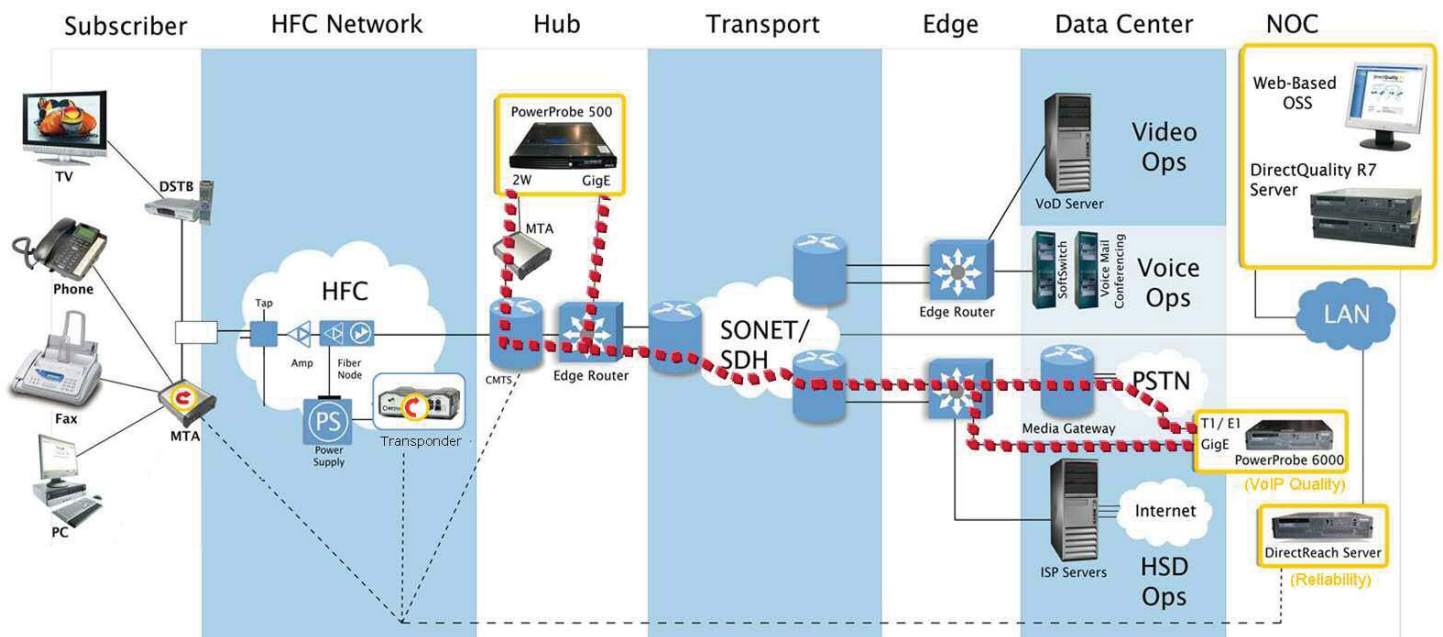 Subscriber
HFC Network
Hub
Transport
Edge
Data Center
NOC
TV
DSTB
Phone
Fax
MTA
PC
HFC
Tap
Amp
Fiber
Node
PS
Power
Supply
Transponder
PowerProbe 500
2W
GigE
MTA
CMTS
Edge Router
SONET/
SDH
Edge Router
VoD Server
Video
Ops
SoftSwitch
Voice Mail
Conferencing
Voice
Ops
Media Gateway
PSTN
ISP Servers
Internet
HSD
Ops
Web-Based
OSS
DirectQuality R7
Server
LAN
T1/ E1
GigE
PowerProbe 6000
(VoIP Quality)
DirectReach Server
(Reliability)